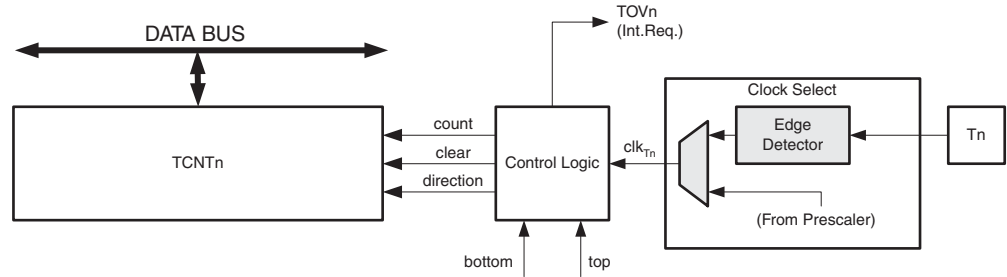 TOVn
(Int.Req.)
DATA BUS
Clock Select
count
Edge
Detector
Tn
TCNTn
clear
Control Logic
clkTn
direction
(From Prescaler)
bottom
top